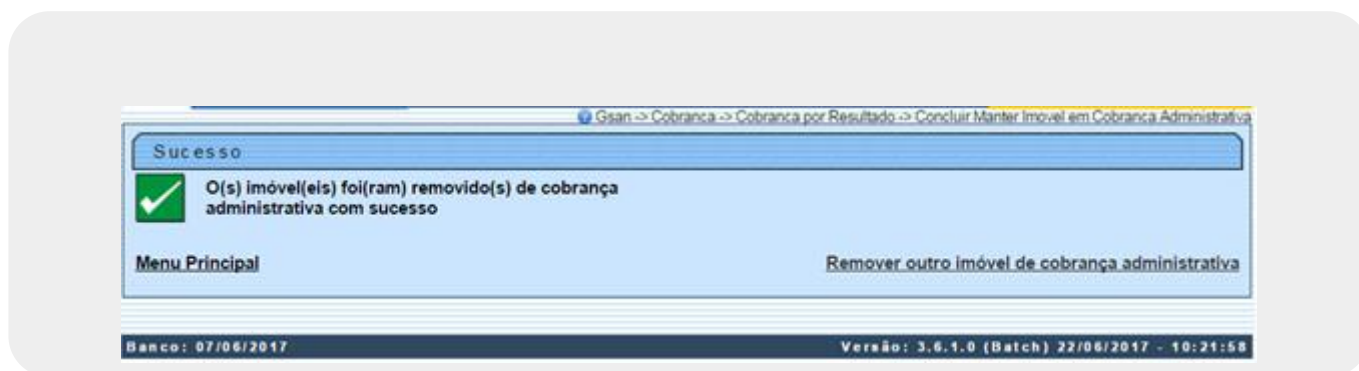 Gsan -> Cobranca -> Cobranca por Resultado -> Concluir Manter Imovel em Cobranca Administrativa
Sucesso
O(s) imóvel(eis) foi(ram) removido(s) de cobrança
administrativa com sucesso
Menu Principal
Remover outro imóvel de cobrança administrativa
Banco: 07/06/2017
Versão: 3.6.1.0 (Batch) 22/06/2017 - 10:21:58